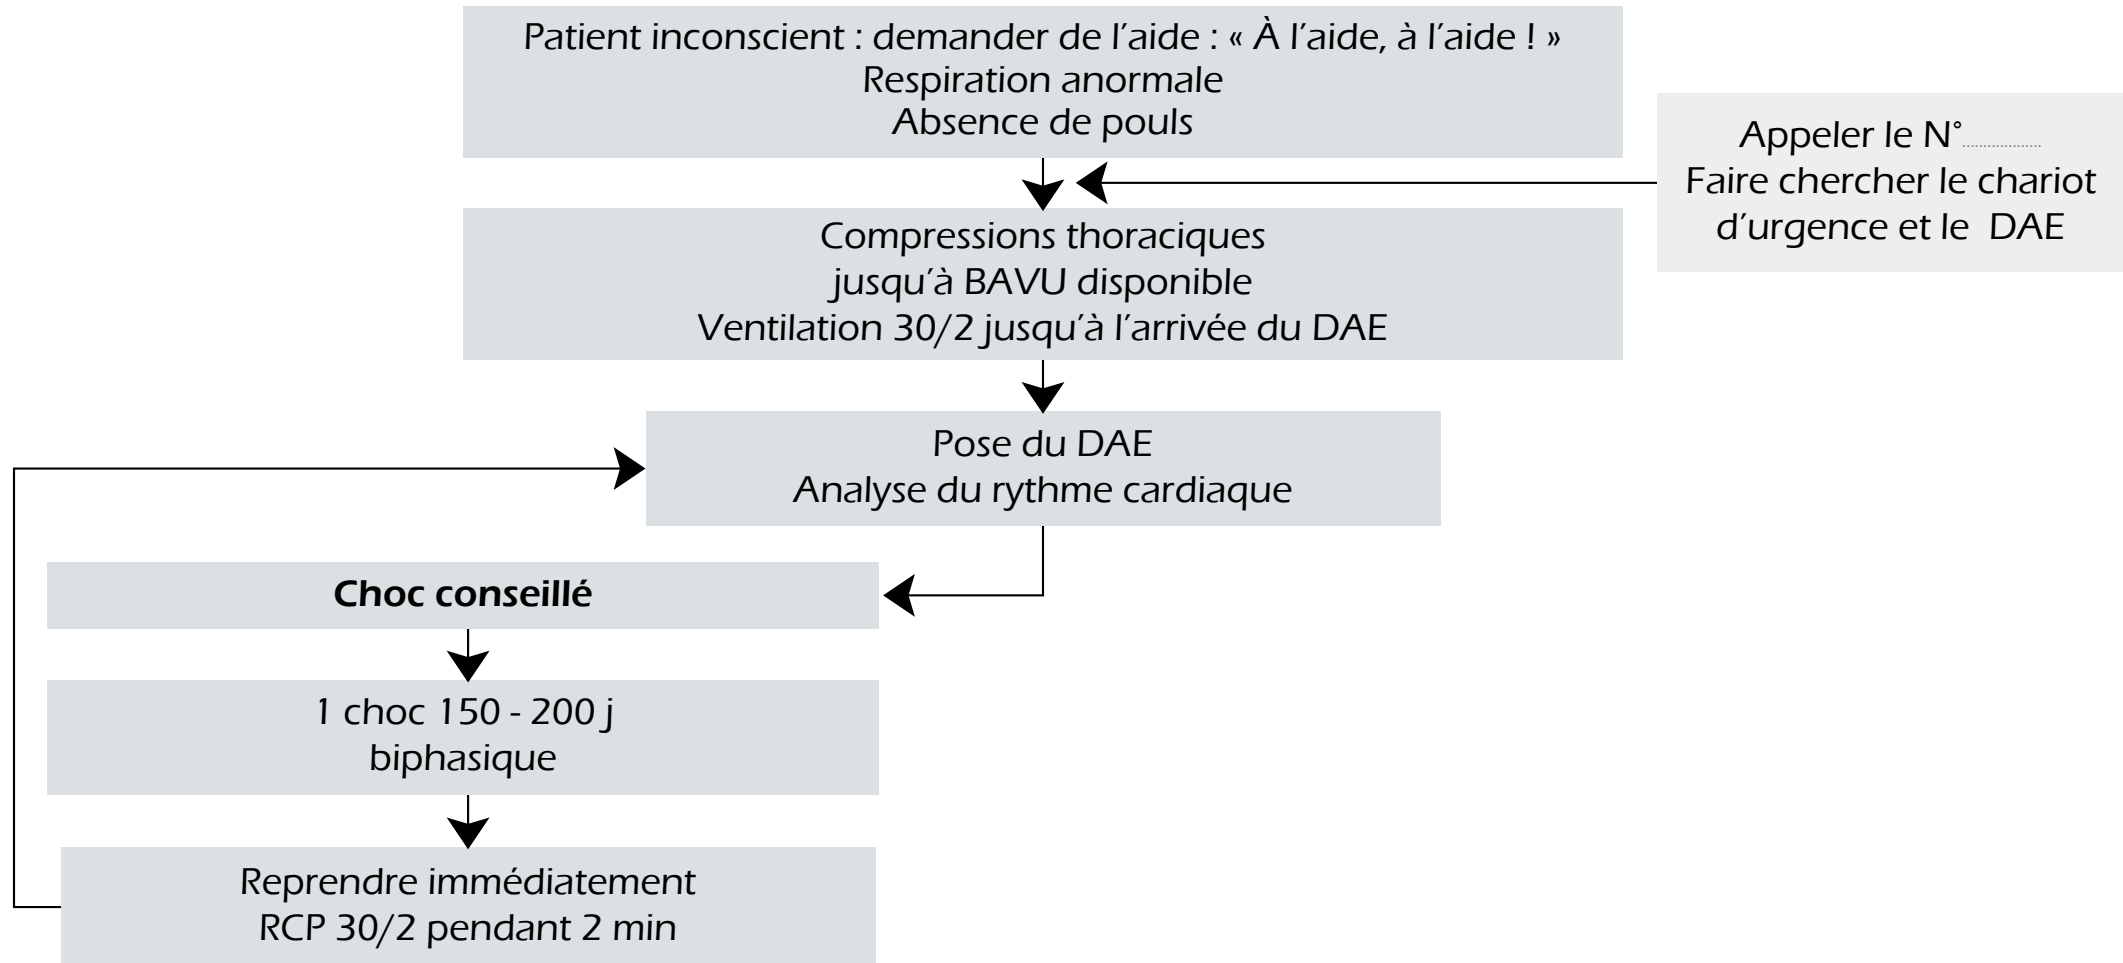 Patient inconscient : demander de l’aide : « À l’aide, à l’aide ! »
Respiration anormale
Absence de pouls
Appeler le N°...................
Faire chercher le chariot
d’urgence et le DAE
Compressions thoraciques
jusqu’à BAVU disponible
Ventilation 30/2 jusqu’à l’arrivée du DAE
Pose du DAE
Analyse du rythme cardiaque
Choc conseillé
1 choc 150 - 200 j
biphasique
Reprendre immédiatement
RCP 30/2 pendant 2 min